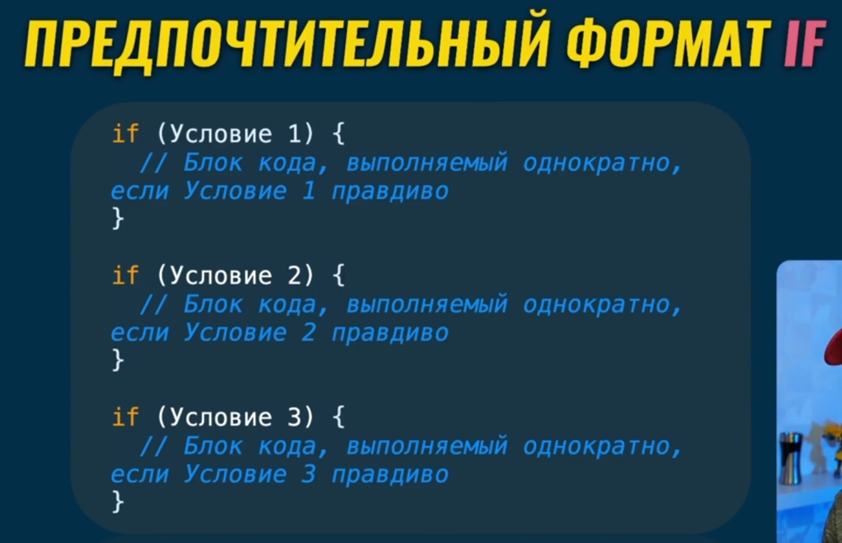 ПРЕДПОЧТИТЕЛЬНЫЙ ФОРМАТ IF
if (Условие 1) {
// Блок кода, выполняемый однократно,
если Условие 1 правдиво
}
if (Условие 2) {
// Блок кода, выполняемый однократно,
если Условие 2 правдиво
}
if (Условие 3) {
// Блок кода, выполняемый однократно,
если Условие 3 правдиво
}